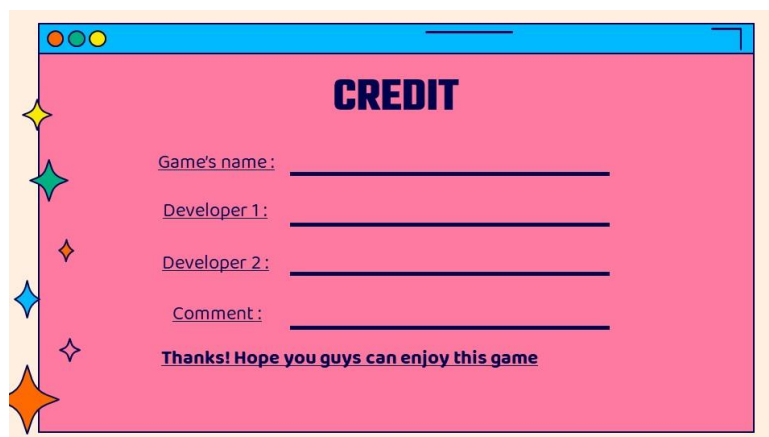 CREDIT
Game's name :
Developer 1 :
Developer 2 :
Comment :
Thanks! Hope you guys can enjoy this game